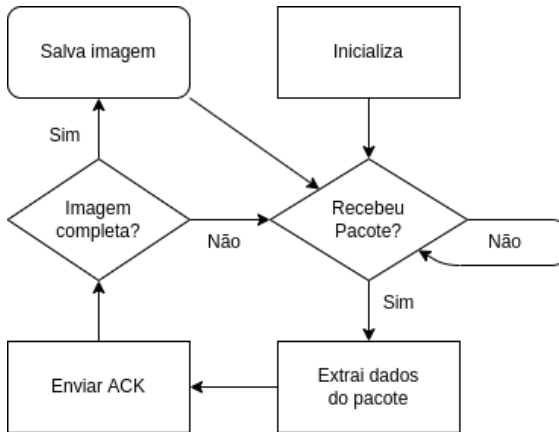 Salva imagem
Inicializa
Sim
Imagem
completa?
Não
Recebeu
Pacote?
Não
Sim
Enviar ACK
Extrai dados
do pacote